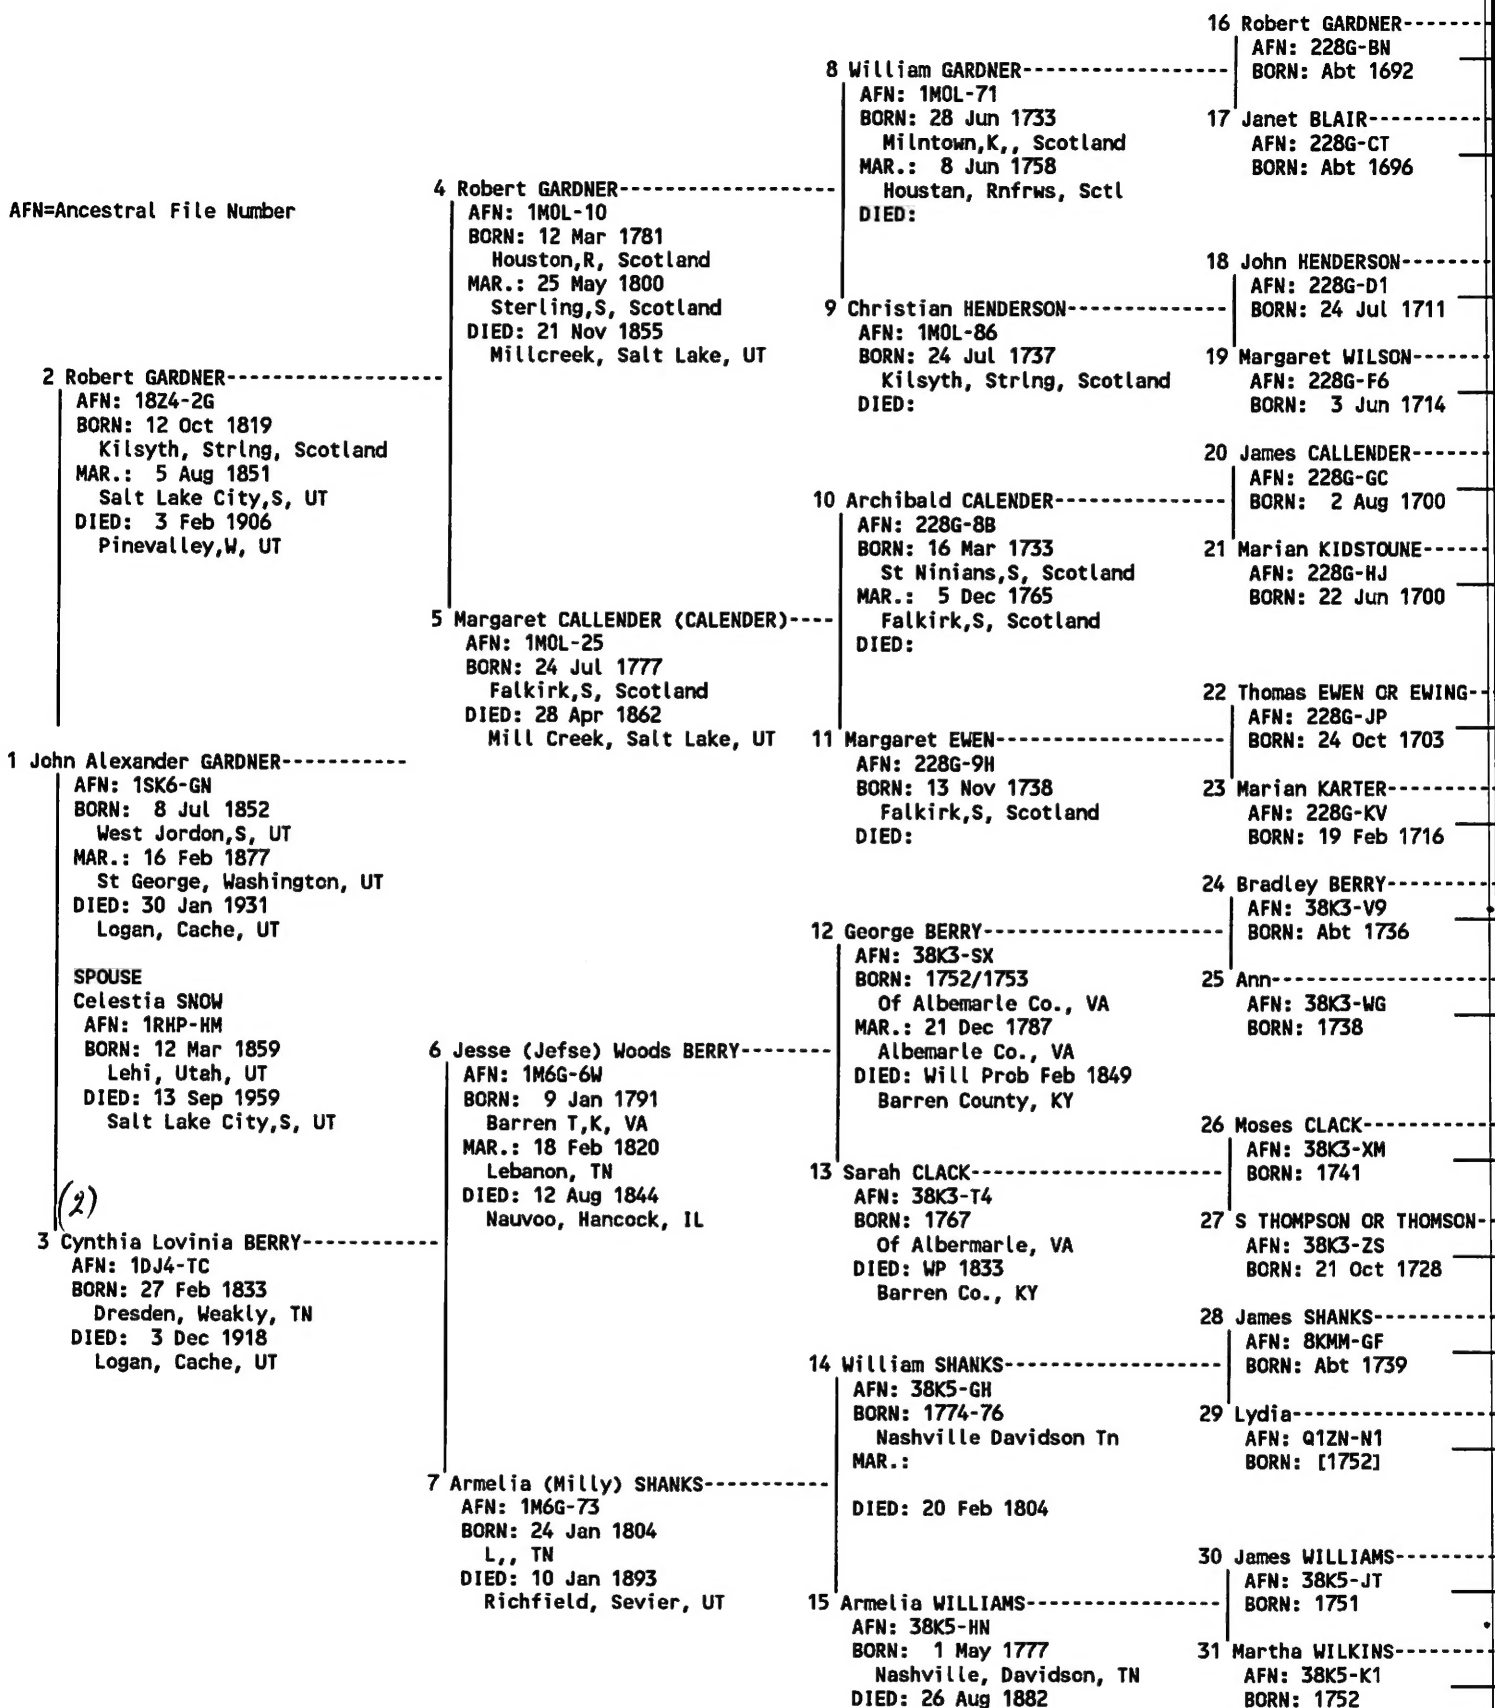 AFN=Ancestral File Number
1 John Alexander GARDNER-----------
AFN: 1SK6-GN
BORN: 8 Jul 1852
West Jordon,S, UT
MAR.: 16 Feb 1877
St George, Washington, UT
DIED: 30 Jan 1931
Logan, Cache, UT
SPOUSE
Celestia SNOW
AFN: 1RHP-HM
BORN: 12 Mar 1859
Lehi, Utah, UT
DIED: 13 Sep 1959
Salt Lake City,S, UT
2 Robert GARDNER------------------
AFN: 18Z4-2G
BORN: 12 Oct 1819
Kilsyth, Strlng, Scotland
MAR.: 5 Aug 1851
Salt Lake City,S, UT
DIED: 3 Feb 1906
Pinevalley,W, UT
(2)
3 Cynthia Lovinia BERRY-----------
AFN: 1DJ4-TC
BORN: 27 Feb 1833
Dresden, Weakly, TN
DIED: 3 Dec 1918
Logan, Cache, UT
4 Robert GARDNER------------------
AFN: 1MOL-10
BORN: 12 Mar 1781
Houston,R, Scotland
MAR.: 25 May 1800
Sterling,S, Scotland
DIED: 21 Nov 1855
Millcreek, Salt Lake, UT
5 Margaret CALLENDER (CALENDER)----
AFN: 1MOL-25
BORN: 24 Jul 1777
Falkirk,S, Scotland
DIED: 28 Apr 1862
Mill Creek, Salt Lake, UT
6 Jesse (Jefse) Woods BERRY--------
AFN: 1M6G-6W
BORN: 9 Jan 1791
Barren T,K, VA
MAR.: 18 Feb 1820
Lebanon, TN
DIED: 12 Aug 1844
Nauvoo, Hancock, IL
7 Armelia (Milly) SHANKS-----------
AFN: 1M6G-73
BORN: 24 Jan 1804
L,, TN
DIED: 10 Jan 1893
Richfield, Sevier, UT
8 William GARDNER-----------------
AFN: 1MOL-71
BORN: 28 Jun 1733
Milntown,K,, Scotland
MAR.: 8 Jun 1758
Houstan, Rnfrws, Sctl
DIED:
9 Christian HENDERSON-------------
AFN: 1MOL-86
BORN: 24 Jul 1737
Kilsyth, Strlng, Scotland
DIED:
10 Archibald CALENDER--------------
AFN: 228G-8B
BORN: 16 Mar 1733
St Ninians,S, Scotland
MAR.: 5 Dec 1765
Falkirk,S, Scotland
DIED:
11 Margaret EWEN-------------------
AFN: 228G-9H
BORN: 13 Nov 1738
Falkirk,S, Scotland
DIED:
12 George BERRY--------------------
AFN: 38K3-SX
BORN: 1752/1753
Of Albemarle Co., VA
MAR.: 21 Dec 1787
Albemarle Co., VA
DIED: Will Prob Feb 1849
Barren County, KY
13 Sarah CLACK---------------------
AFN: 38K3-T4
BORN: 1767
Of Albermarle, VA
DIED: WP 1833
Barren Co., KY
14 William SHANKS------------------
AFN: 38K5-GH
BORN: 1774-76
Nashville Davidson Tn
MAR.:
DIED: 20 Feb 1804
15 Armelia WILLIAMS----------------
AFN: 38K5-HN
BORN: 1 May 1777
Nashville, Davidson, TN
DIED: 26 Aug 1882
16 Robert GARDNER-------
AFN: 228G-BN
BORN: Abt 1692
17 Janet BLAIR----------
AFN: 228G-CT
BORN: Abt 1696
18 John HENDERSON-------
AFN: 228G-D1
BORN: 24 Jul 1711
19 Margaret WILSON------
AFN: 228G-F6
BORN: 3 Jun 1714
20 James CALLENDER------
AFN: 228G-GC
BORN: 2 Aug 1700
21 Marian KIDSTOUNE-----
AFN: 228G-HJ
BORN: 22 Jun 1700
22 Thomas EWEN OR EWING--
AFN: 228G-JP
BORN: 24 Oct 1703
23 Marian KARTER--------
AFN: 228G-KV
BORN: 19 Feb 1716
24 Bradley BERRY--------
AFN: 38K3-V9
BORN: Abt 1736
25 Ann------------------
AFN: 38K3-WG
BORN: 1738
26 Moses CLACK----------
AFN: 38K3-XM
BORN: 1741
27 S THOMPSON OR THOMSON--
AFN: 38K3-ZS
BORN: 21 Oct 1728
28 James SHANKS---------
AFN: 8KMM-GF
BORN: Abt 1739
29 Lydia----------------
AFN: Q1ZN-N1
BORN: [1752]
30 James WILLIAMS-------
AFN: 38K5-JT
BORN: 1751
31 Martha WILKINS-------
AFN: 38K5-K1
BORN: 1752